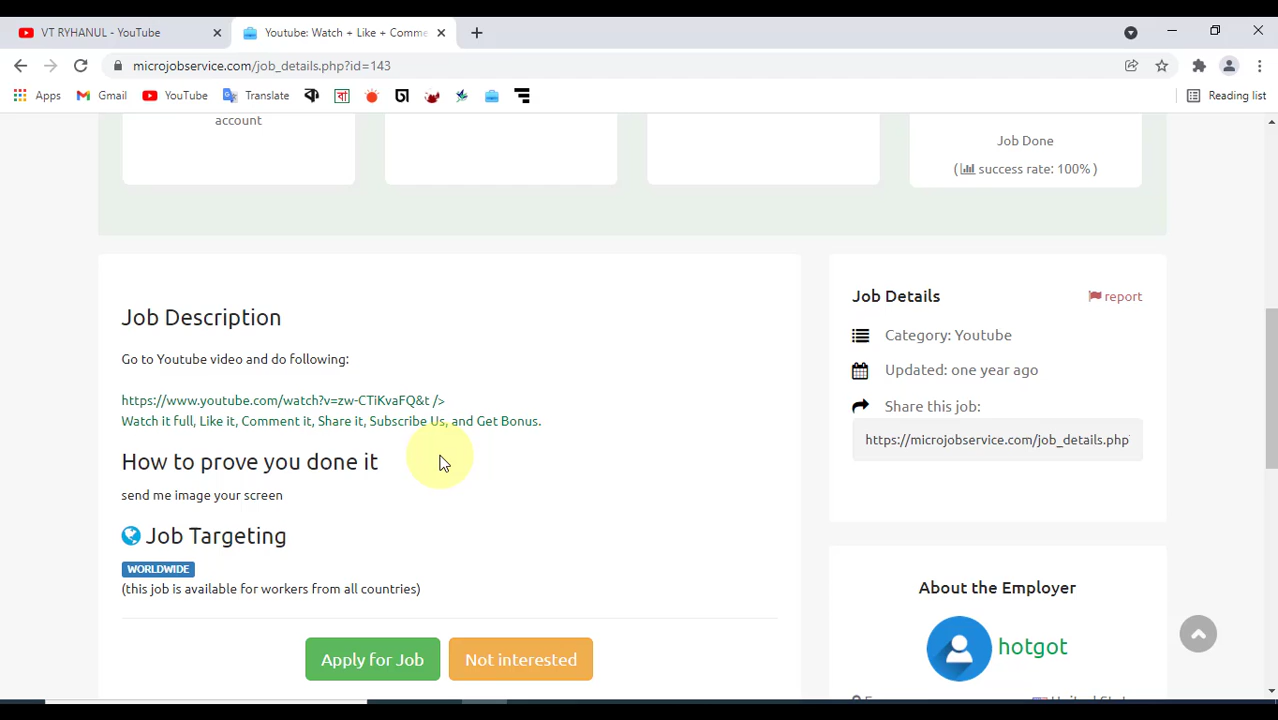 VT RYHANUL - YouTube
Youtube: Watch + Like + Comme
microjobservice.com/job_details.php?id=143
Apps
Gmail
YouTube
Translate
বা
Reading list
account
Job Done
( success rate: 100% )
Job Description
Go to Youtube video and do following:
https://www.youtube.com/watch?v=zw-CTiKvaFQ&t />
Watch it full, Like it, Comment it, Share it, Subscribe Us, and Get Bonus.
How to prove you done it
send me image your screen
Job Targeting
WORLDWIDE
(this job is available for workers from all countries)
Apply for Job
Not interested
Job Details
report
Category: Youtube
Updated: one year ago
Share this job:
https://microjobservice.com/job_details.php
About the Employer
hotgot